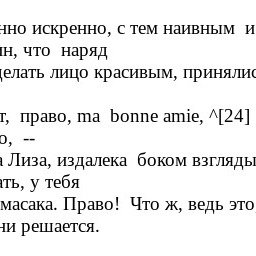 нно искренно, с тем наивным и
ин, что наряд
делать лицо красивым, принялис
т, право, ma bonne amie, ^[24]
о, --
а Лиза, издалека боком взгляды
ать, у тебя
масака. Право! Что ж, ведь это,
ни решается.